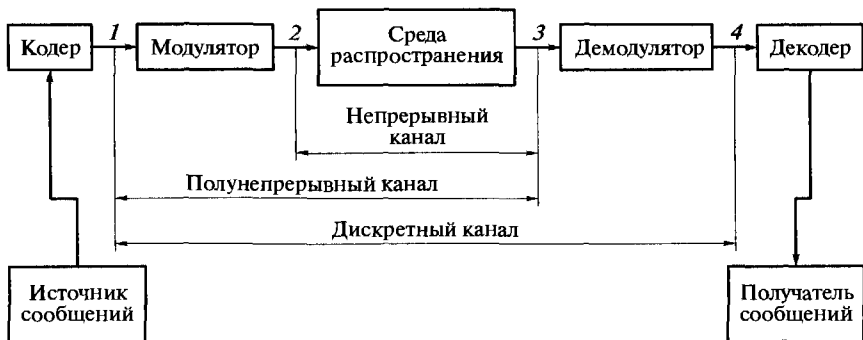 Кодер
1
Модулятор
2
Среда
распространения
3
Демодулятор
4
Декодер
Непрерывный
канал
Полунепрерывный канал
Дискретный канал
Источник
сообщений
Получатель
сообщений